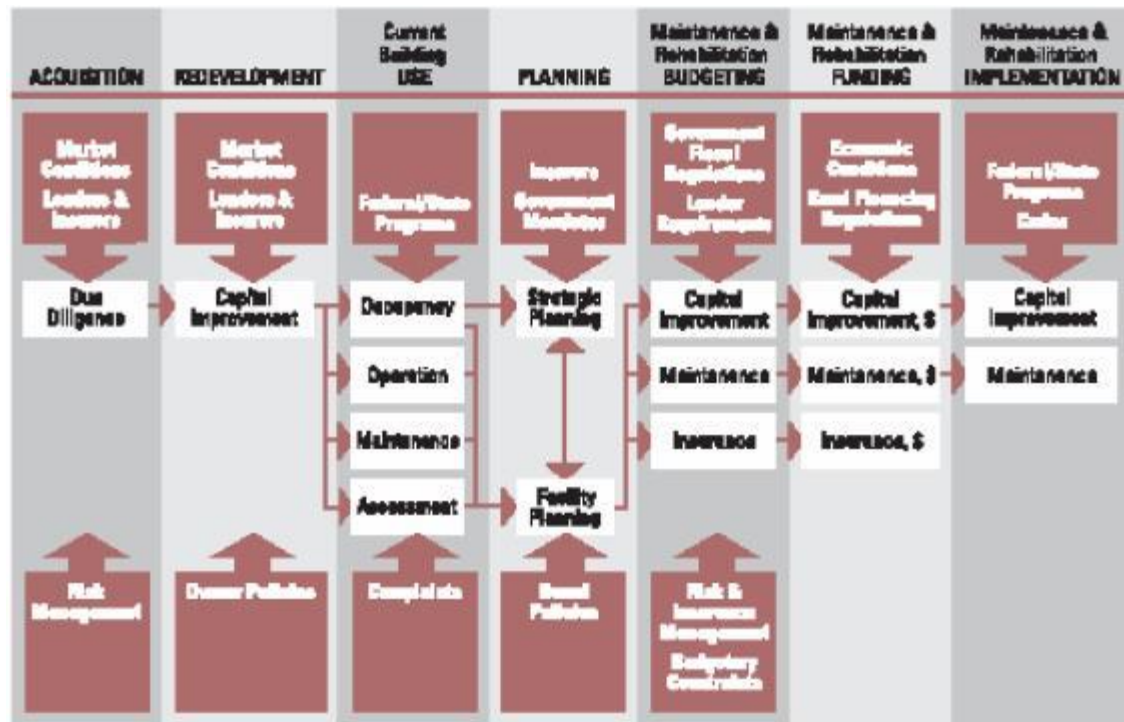 Current
Building
USE
Maintenance &
Rehabilitation
BUDGETING
Maintenance &
Rehabilitation
FUNDING
Maintenance &
Rehabilitation
IMPLEMENTATION
ACQUISITION
REDEVELOPMENT
PLANNING
Market
Conditions
Lenders &
Insurers
Market
Conditions
Lenders &
Insurers
Federal/State
Programs
Insurers
Government
Mandates
Government
Fiscal
Regulations
Lender
Requirements
Economic
Conditions
Bond Financing
Regulations
Federal/State
Programs
Codes
Due
Diligence
Capital
Improvement
Occupancy
Operation
Maintenance
Assessment
Strategic
Planning
Facility
Planning
Capital
Improvement
Maintenance
Insurance
Capital
Improvement, $
Maintenance, $
Insurance, $
Capital
Improvement
Maintenance
Risk
Management
Owner Policies
Complaints
Board
Policies
Risk &
Insurance
Management
Budgetary
Constraints